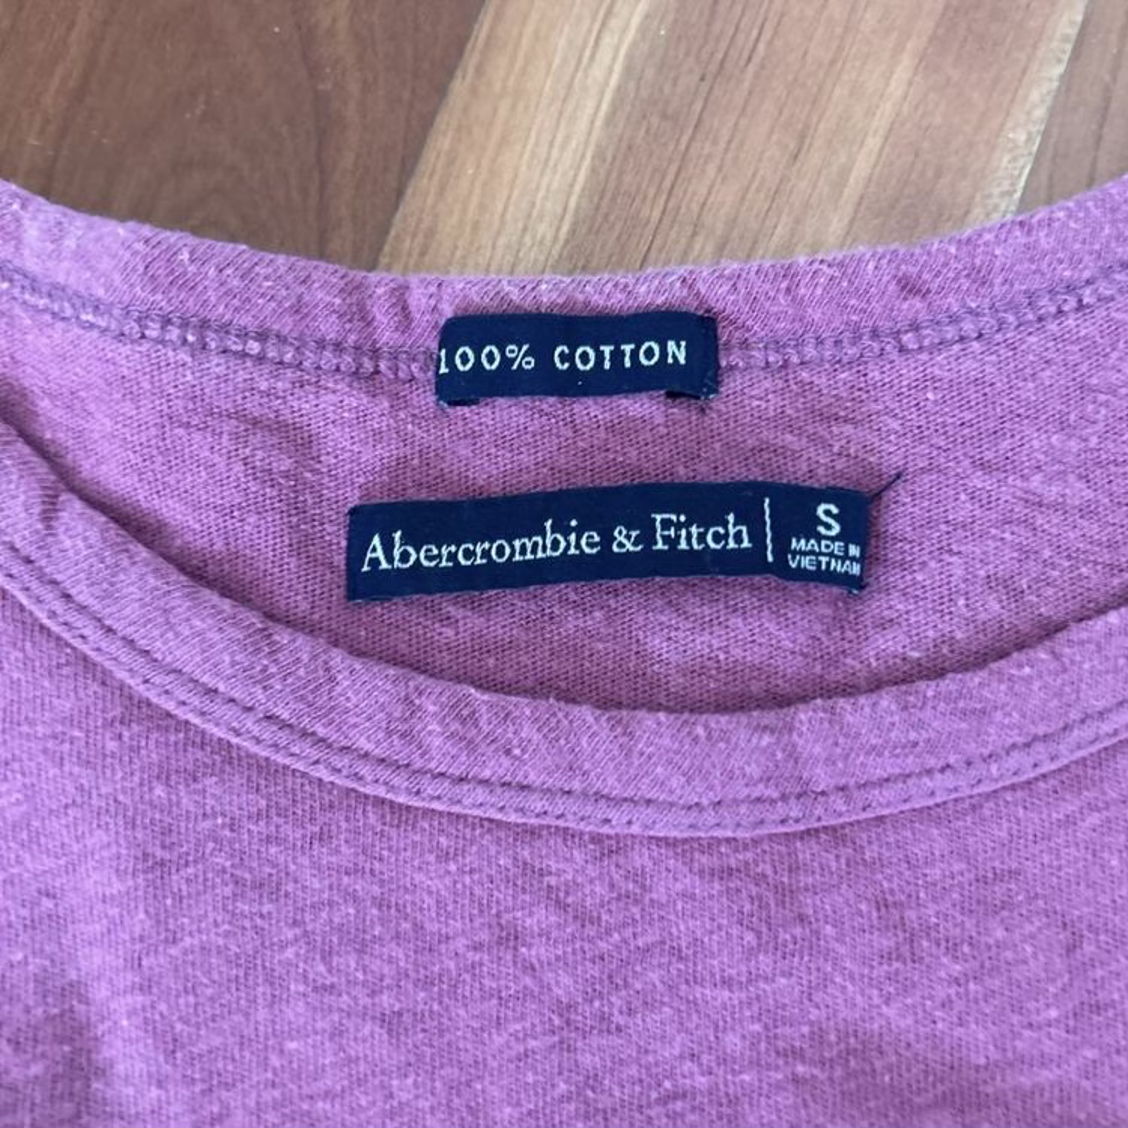 100% COTTON
Abercrombie & Fitch | S
MADE IN
VIETNAM